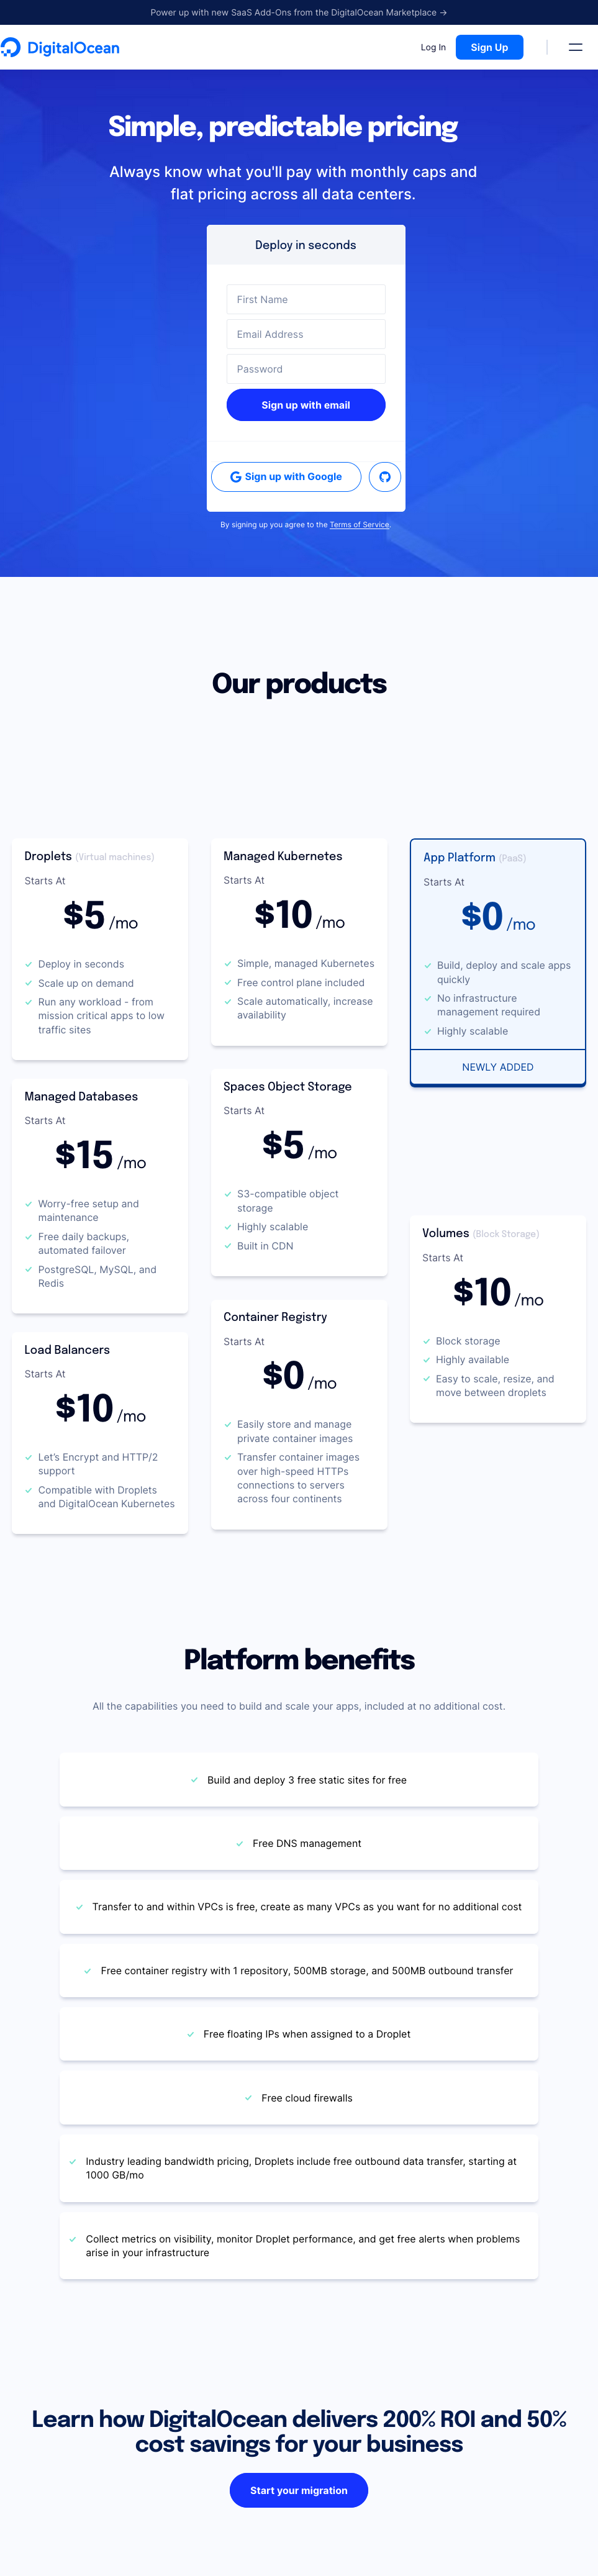 Power up with new SaaS Add-Ons from the DigitalOcean Marketplace →
DigitalOcean
Log In
Sign Up
Simple, predictable pricing
Always know what you'll pay with monthly caps and
flat pricing across all data centers.
Deploy in seconds
First Name
Email Address
Password
Sign up with email
Sign up with Google
By signing up you agree to the Terms of Service.
Our products
Droplets (Virtual machines)
Starts At
$5 /mo
Deploy in seconds
Scale up on demand
Run any workload - from
mission critical apps to low
traffic sites
Managed Databases
Starts At
$15 /mo
Worry-free setup and
maintenance
Free daily backups,
automated failover
PostgreSQL, MySQL, and
Redis
Load Balancers
Starts At
$10 /mo
Let's Encrypt and HTTP/2
support
Compatible with Droplets
and DigitalOcean Kubernetes
Managed Kubernetes
Starts At
$10 /mo
Simple, managed Kubernetes
Free control plane included
Scale automatically, increase
availability
Spaces Object Storage
Starts At
$5 /mo
S3-compatible object
storage
Highly scalable
Built in CDN
Container Registry
Starts At
$0 /mo
Easily store and manage
private container images
Transfer container images
over high-speed HTTPs
connections to servers
across four continents
App Platform (PaaS)
Starts At
$0 /mo
Build, deploy and scale apps
quickly
No infrastructure
management required
Highly scalable
NEWLY ADDED
Volumes (Block Storage)
Starts At
$10 /mo
Block storage
Highly available
Easy to scale, resize, and
move between droplets
Platform benefits
All the capabilities you need to build and scale your apps, included at no additional cost.
Build and deploy 3 free static sites for free
Free DNS management
Transfer to and within VPCs is free, create as many VPCs as you want for no additional cost
Free container registry with 1 repository, 500MB storage, and 500MB outbound transfer
Free floating IPs when assigned to a Droplet
Free cloud firewalls
Industry leading bandwidth pricing, Droplets include free outbound data transfer, starting at
1000 GB/mo
Collect metrics on visibility, monitor Droplet performance, and get free alerts when problems
arise in your infrastructure
Learn how DigitalOcean delivers 200% ROI and 50%
cost savings for your business
Start your migration